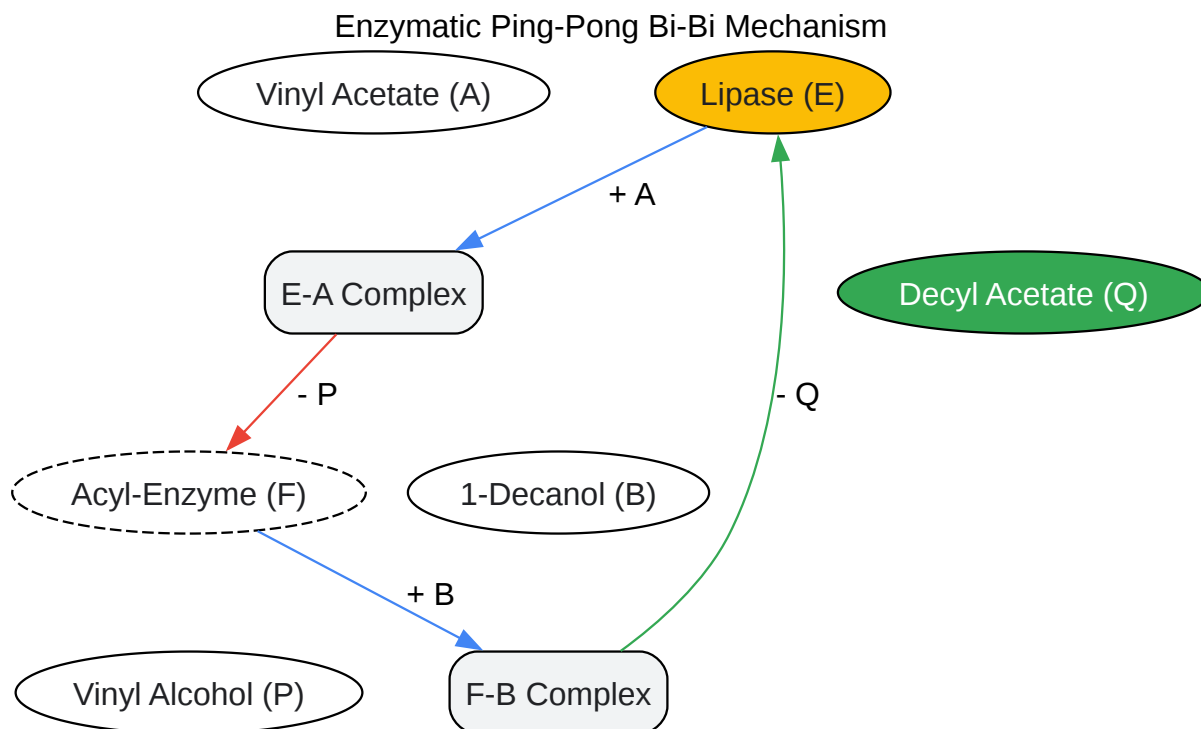 Enzymatic Ping-Pong Bi-Bi Mechanism
Vinyl Acetate (A)
Lipase (E)
+ A
E-A Complex
Decyl Acetate (Q)
- P
- Q
Acyl-Enzyme (F)
1-Decanol (B)
+ B
Vinyl Alcohol (P)
F-B Complex